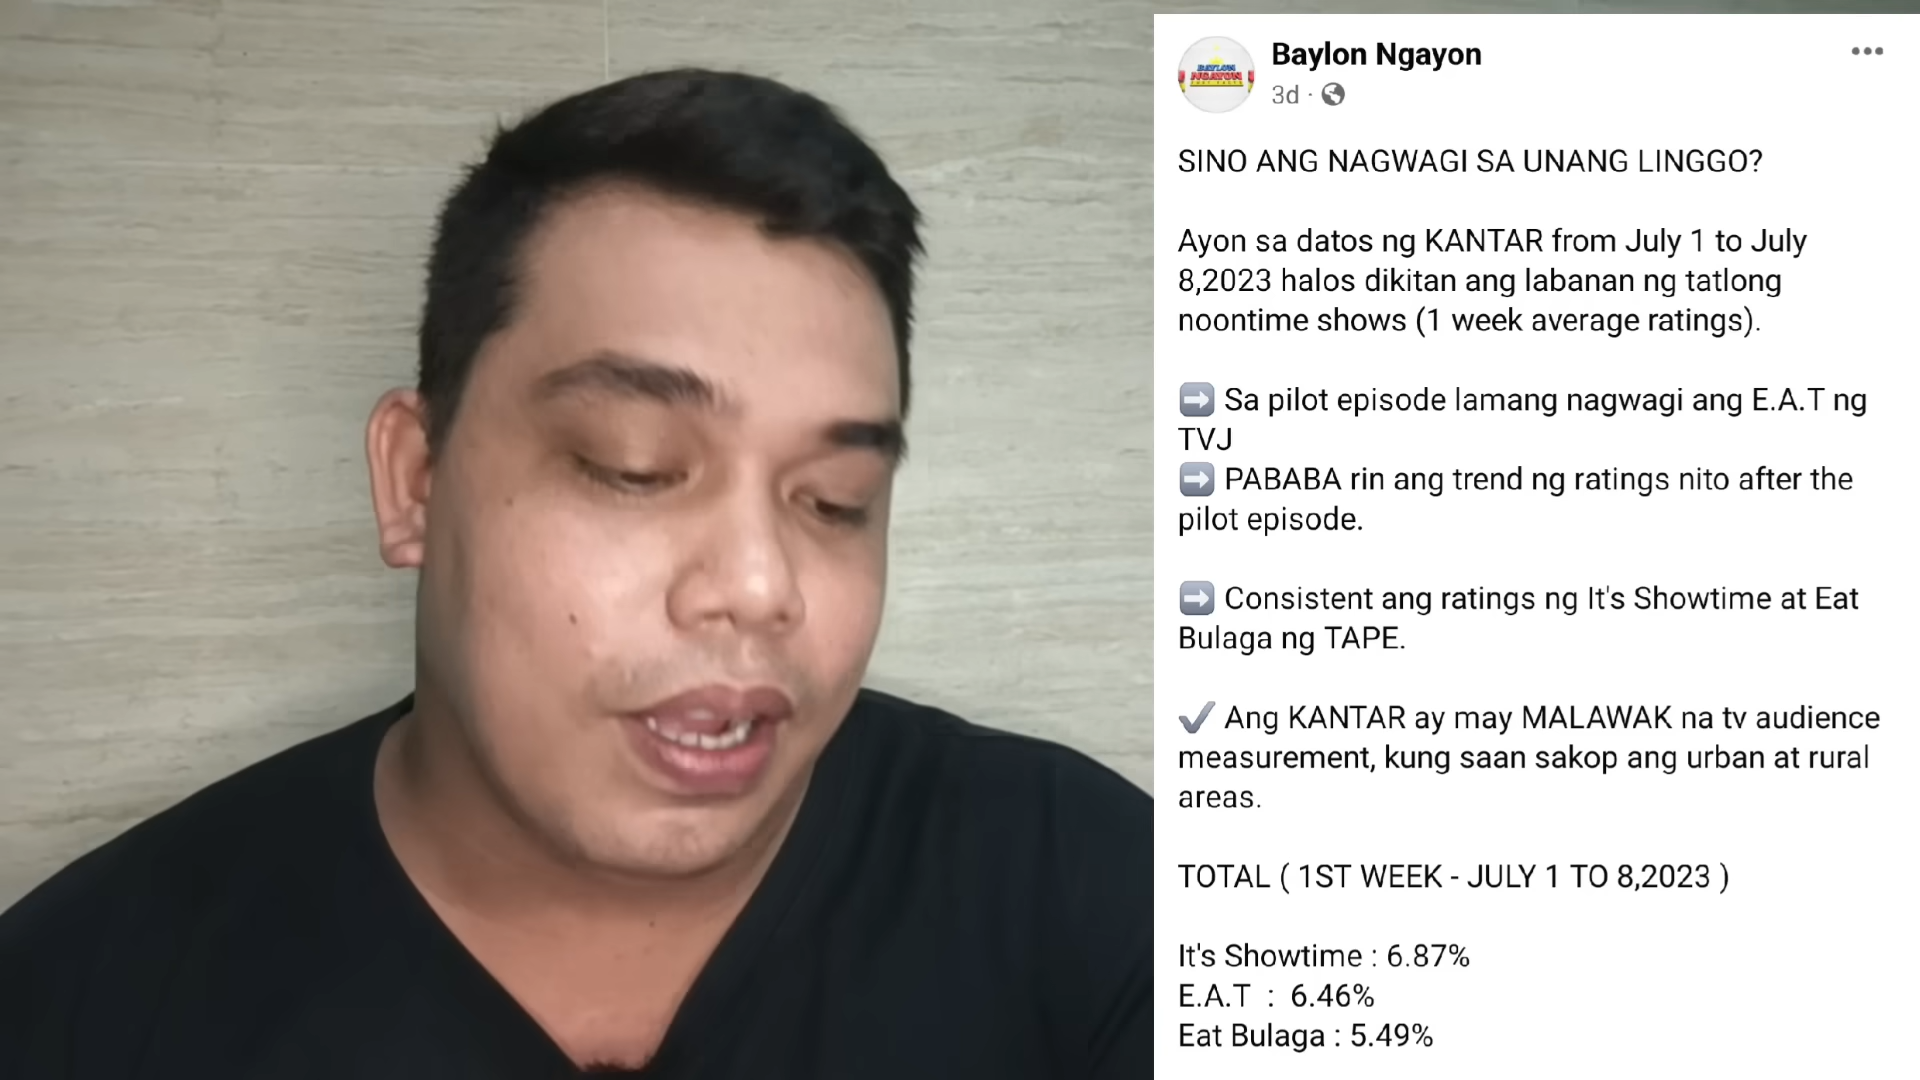 BAYLON
NGAYON
Baylon Ngayon
3d ·
SINO ANG NAGWAGI SA UNANG LINGGO?
Ayon sa datos ng KANTAR from July 1 to July
8,2023 halos dikitan ang labanan ng tatlong
noontime shows (1 week average ratings).
➡ Sa pilot episode lamang nagwagi ang E.A.T ng
TVJ
➡ PABABA rin ang trend ng ratings nito after the
pilot episode.
➡ Consistent ang ratings ng It's Showtime at Eat
Bulaga ng TAPE.
✔ Ang KANTAR ay may MALAWAK na tv audience
measurement, kung saan sakop ang urban at rural
areas.
TOTAL ( 1ST WEEK - JULY 1 TO 8,2023 )
It's Showtime : 6.87%
E.A.T : 6.46%
Eat Bulaga : 5.49%